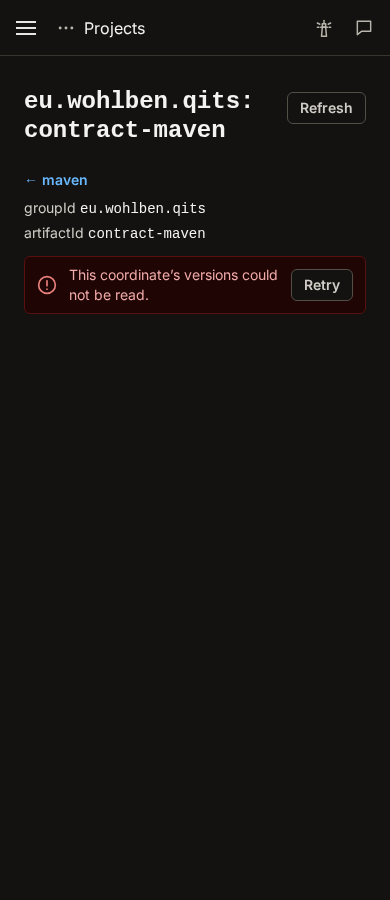 Projects
eu.wohlben.qits:
contract-maven
Refresh
← maven
groupId eu.wohlben.qits
artifactId contract-maven
This coordinate’s versions could
not be read.
Retry